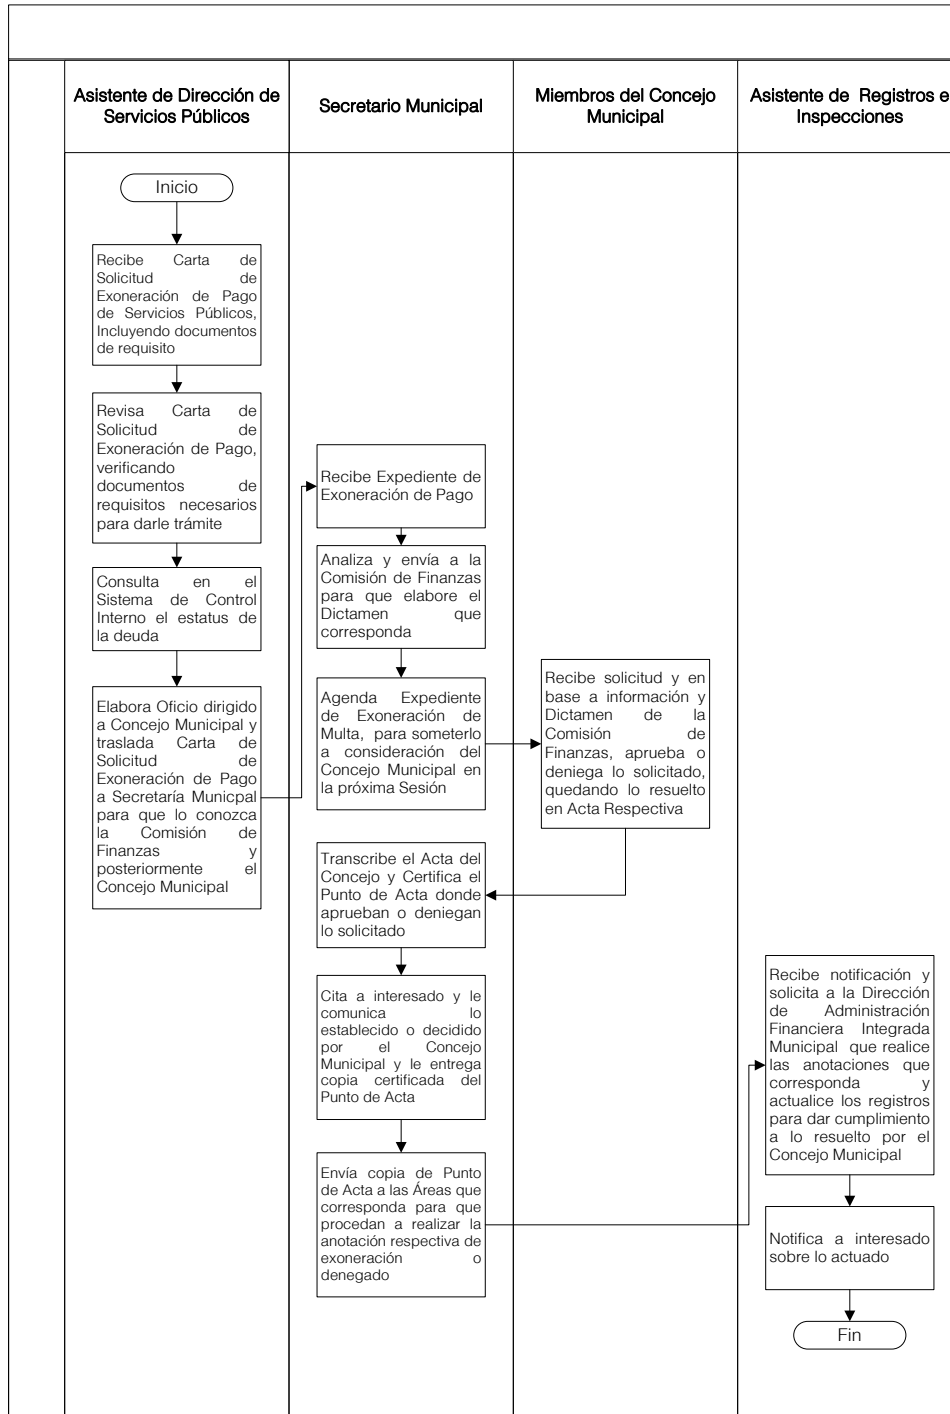 Asistente de Dirección de
Servicios Públicos
Secretario Municipal
Miembros del Concejo
Municipal
Asistente de Registros e
Inspecciones
Inicio
Recibe Carta de
Solicitud de
Exoneración de Pago
de Servicios Públicos,
Incluyendo documentos
de requisito
Revisa Carta de
Solicitud de
Exoneración de Pago,
verificando
documentos de
requisitos necesarios
para darle trámite
Consulta en el
Sistema de Control
Interno el estatus de
la deuda
Elabora Oficio dirigido
a Concejo Municipal y
traslada Carta de
Solicitud de
Exoneración de Pago
a Secretaría Municpal
para que lo conozca
la Comisión de
Finanzas y
posteriormente el
Concejo Municipal
Recibe Expediente de
Exoneración de Pago
Analiza y envía a la
Comisión de Finanzas
para que elabore el
Dictamen que
corresponda
Agenda Expediente
de Exoneración de
Multa, para someterlo
a consideración del
Concejo Municipal en
la próxima Sesión
Recibe solicitud y en
base a información y
Dictamen de la
Comisión de
Finanzas, aprueba o
deniega lo solicitado,
quedando lo resuelto
en Acta Respectiva
Transcribe el Acta del
Concejo y Certifica el
Punto de Acta donde
aprueban o deniegan
lo solicitado
Cita a interesado y le
comunica lo
establecido o decidido
por el Concejo
Municipal y le entrega
copia certificada del
Punto de Acta
Envía copia de Punto
de Acta a las Áreas que
corresponda para que
procedan a realizar la
anotación respectiva de
exoneración o
denegado
Recibe notificación y
solicita a la Dirección
de Administración
Financiera Integrada
Municipal que realice
las anotaciones que
corresponda y
actualice los registros
para dar cumplimiento
a lo resuelto por el
Concejo Municipal
Notifica a interesado
sobre lo actuado
Fin